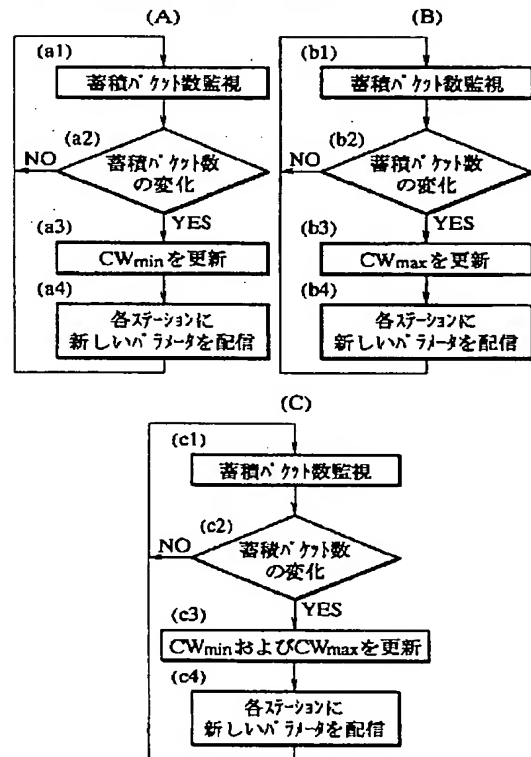 (A)
(a1)
蓄積パケット数監視
(a2)
NO
蓄積パケット数
の変化
YES
(a3)
CWminを更新
(a4)
各ステーションに
新しいパラメータを配信
(B)
(b1)
蓄積パケット数監視
(b2)
NO
蓄積パケット数
の変化
YES
(b3)
CWmaxを更新
(b4)
各ステーションに
新しいパラメータを配信
(C)
(c1)
蓄積パケット数監視
(c2)
NO
蓄積パケット数
の変化
YES
(c3)
CWminおよびCWmaxを更新
(c4)
各ステーションに
新しいパラメータを配信